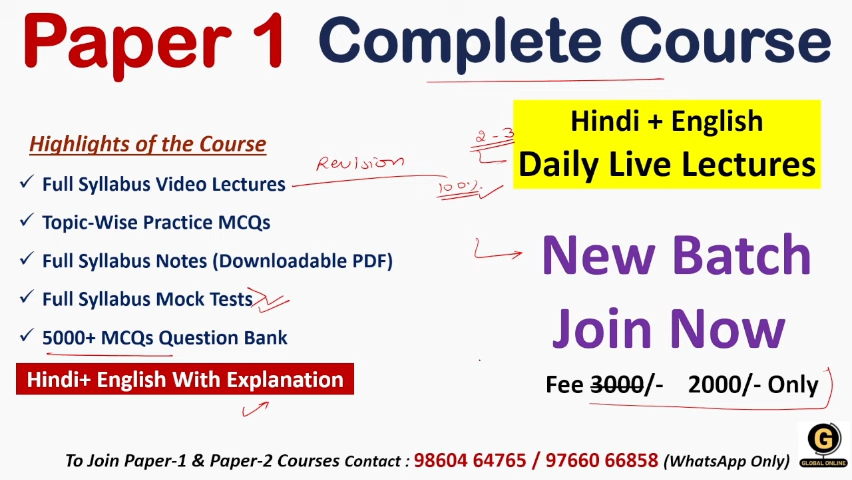 Paper 1 Complete Course
Highlights of the Course
Full Syllabus Video Lectures
Revision
100%
2-3
Topic-Wise Practice MCQs
Full Syllabus Notes (Downloadable PDF)
Full Syllabus Mock Tests
5000+ MCQs Question Bank
Hindi+ English With Explanation
Hindi + English
Daily Live Lectures
New Batch
Join Now
Fee 3000/- 2000/- Only
G
GLOBAL ONLINE
To Join Paper-1 & Paper-2 Courses Contact : 98604 64765 / 97660 66858 (WhatsApp Only)